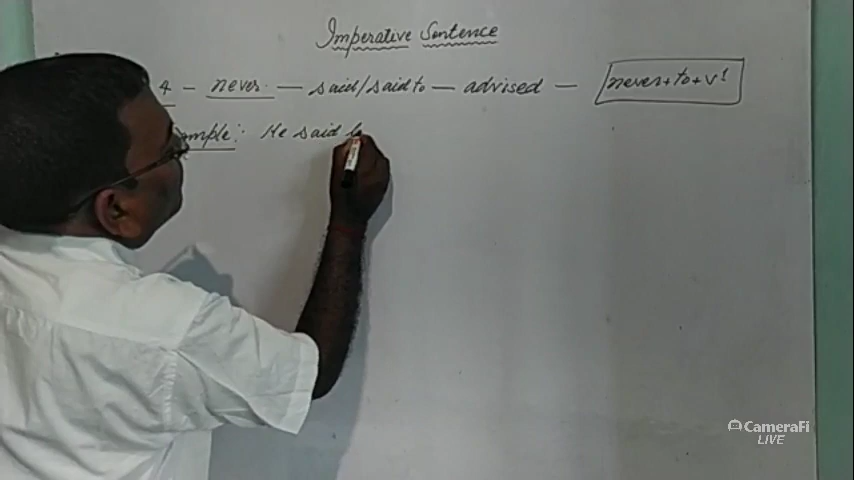 Imperative Sentence
4 - never. - said/said to - advised - never + to + v¹
mple: He said
CameraFi
LIVE